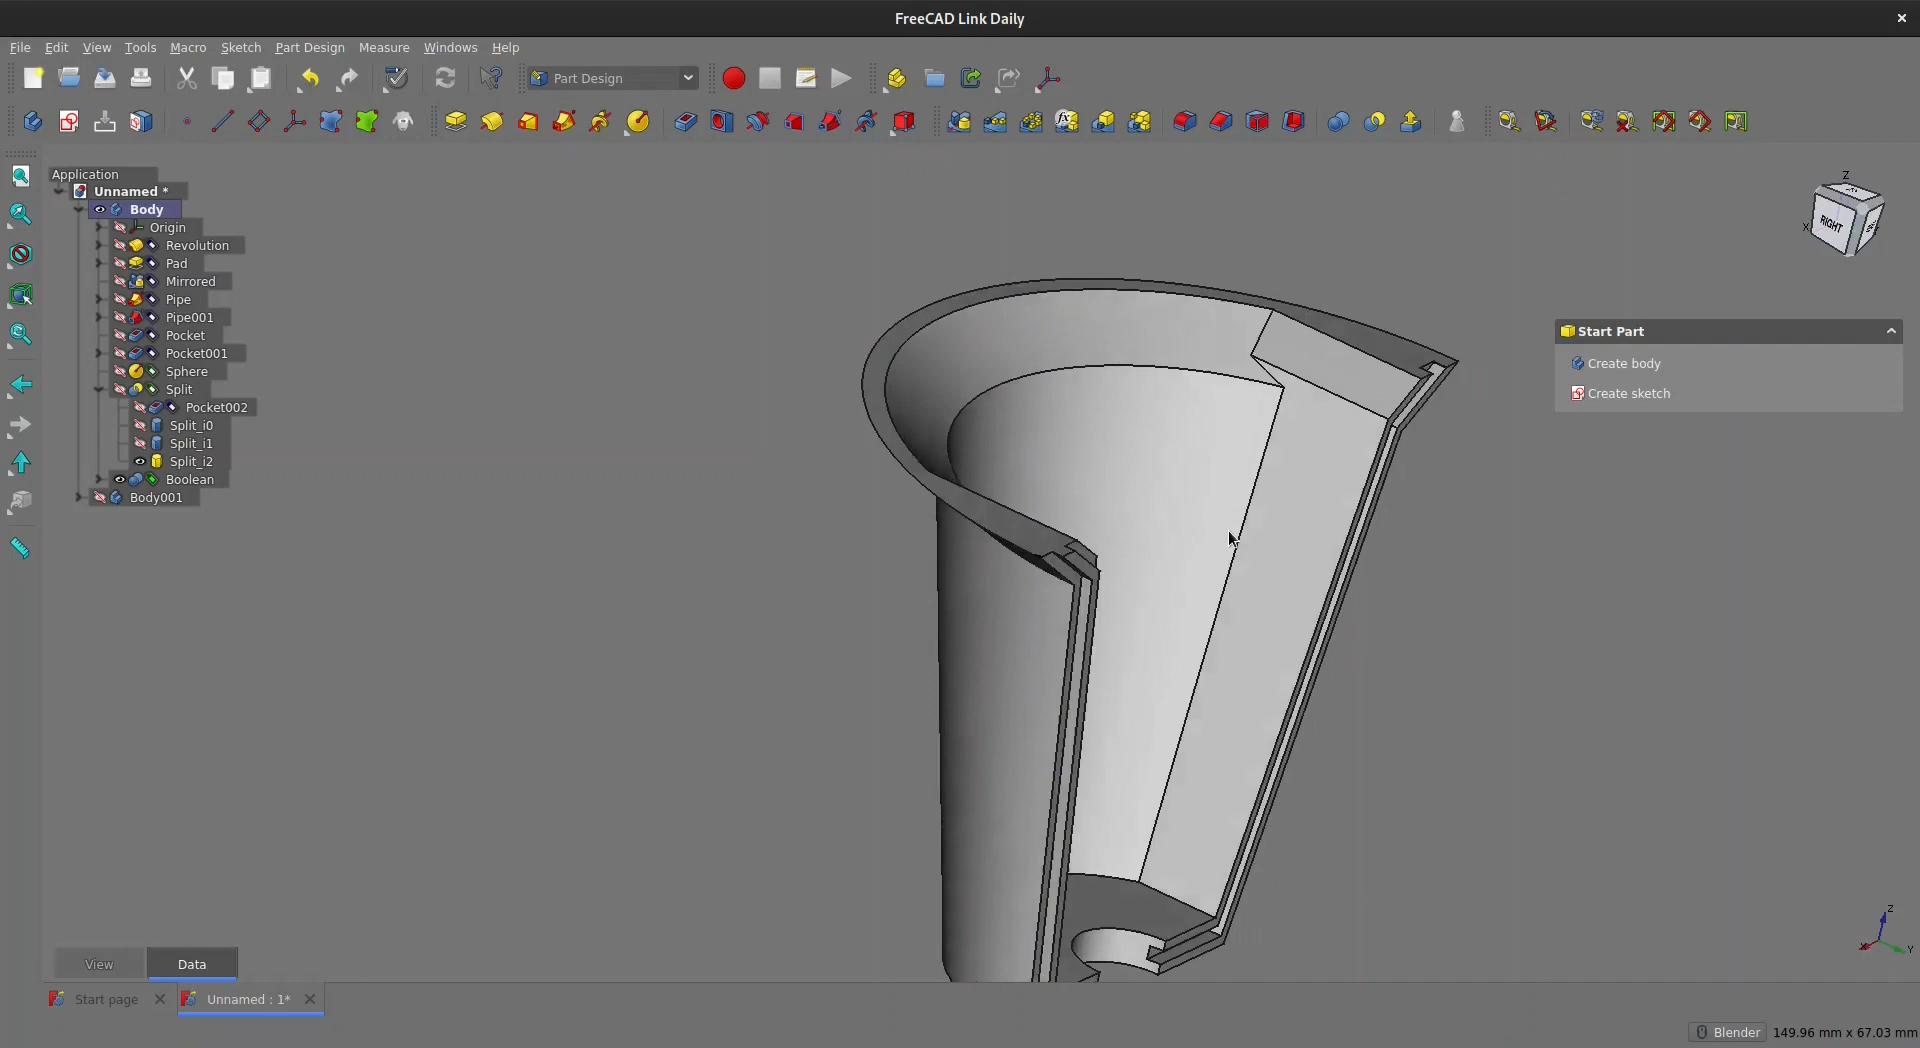 FreeCAD Link Daily
File Edit View Tools Macro Sketch Part Design Measure Windows Help
Part Design
Application
Unnamed *
Body
Origin
Revolution
Pad
Mirrored
Pipe
Pipe001
Pocket
Pocket001
Sphere
Split
Pocket002
Split_i0
Split_i1
Split_i2
Boolean
Body001
Z
X
RIGHT
Start Part
Create body
Create sketch
View Data
Z
X
Y
Start page Unnamed : 1*
Blender 149.96 mm x 67.03 mm